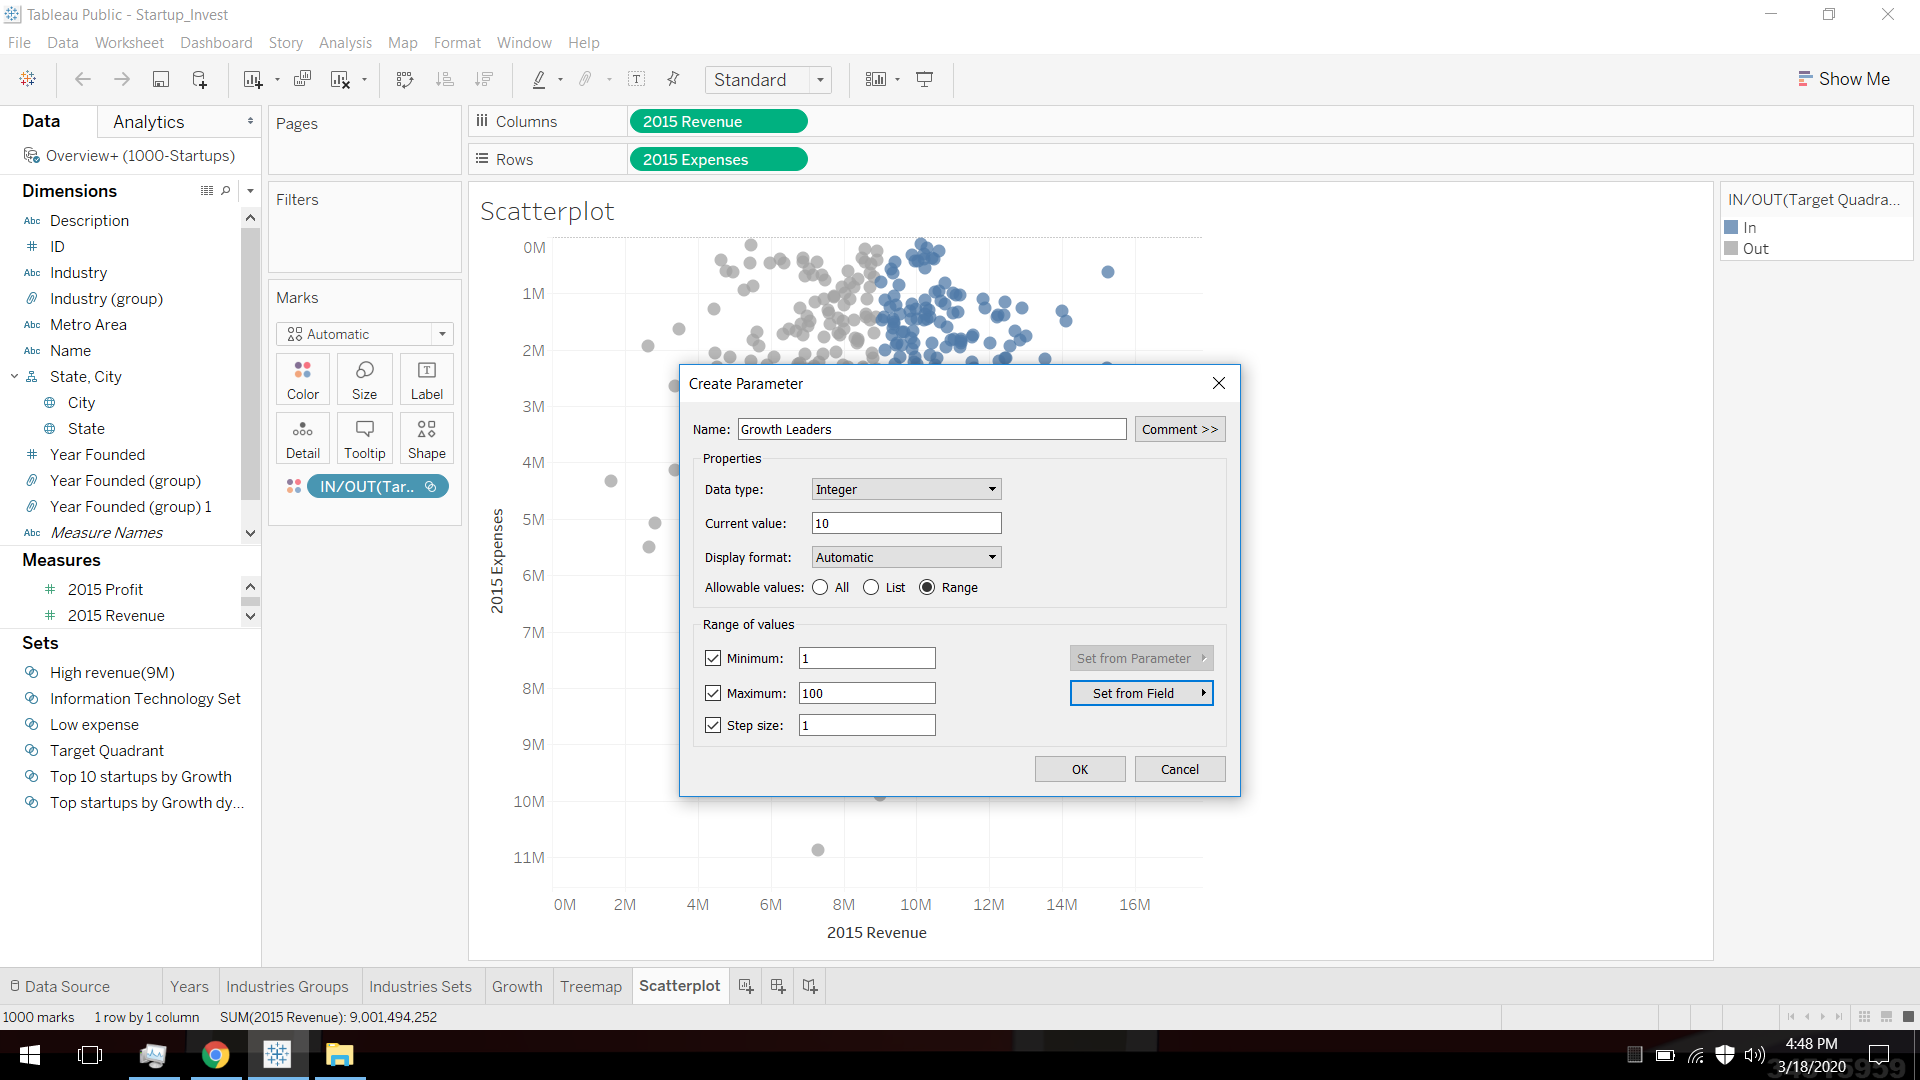 Tableau Public - Startup_Invest
File Data Worksheet Dashboard Story Analysis Map Format Window Help
Standard
Show Me
Data
Analytics
Pages
Columns
2015 Revenue
Overview+ (1000-Startups)
Rows
2015 Expenses
Dimensions
Filters
Abc Description
ID
Abc Industry
Industry (group)
Abc Metro Area
Abc Name
State, City
City
State
Year Founded
Year Founded (group)
Year Founded (group) 1
Abc Measure Names
Measures
2015 Profit
2015 Revenue
Sets
High revenue(9M)
Information Technology Set
Low expense
Target Quadrant
Top 10 startups by Growth
Top startups by Growth dy...
Marks
Automatic
Color Size Label
Detail Tooltip Shape
IN/OUT(Tar..
Scatterplot
0M
1M
2M
3M
4M
5M
6M
7M
8M
9M
10M
11M
2015 Expenses
0M 2M 4M 6M 8M 10M 12M 14M 16M
2015 Revenue
IN/OUT(Target Quadra...
In
Out
Create Parameter
Name: Growth Leaders Comment >>
Properties
Data type: Integer
Current value: 10
Display format: Automatic
Allowable values: All List Range
Range of values
Minimum: 1 Set from Parameter
Maximum: 100 Set from Field
Step size: 1
OK Cancel
Data Source Years Industries Groups Industries Sets Growth Treemap Scatterplot
1000 marks 1 row by 1 column SUM(2015 Revenue): 9,001,494,252
4:48 PM
3/18/2020